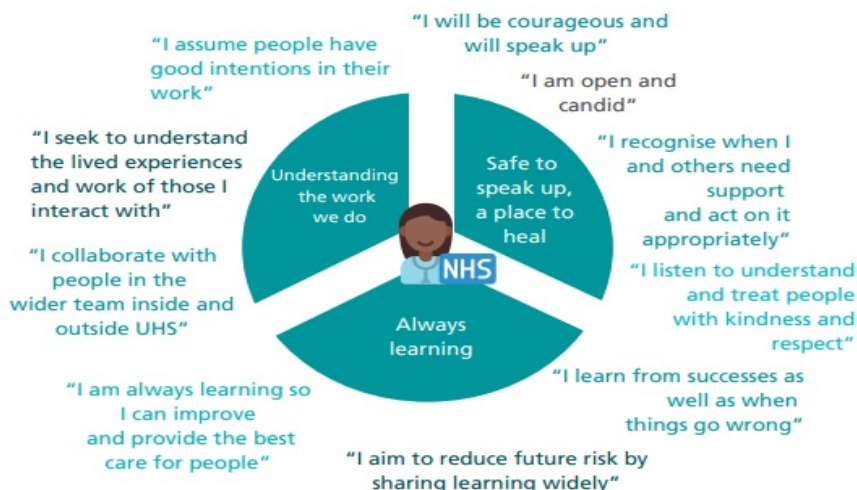 “I will be courageous and
will speak up”
“I assume people have
good intentions in their
work”
“I am open and
candid”
“I seek to understand
the lived experiences
and work of those I
interact with”
Understanding
the work
we do
Safe to
speak up,
a place to
heal
“I recognise when I
and others need
support
and act on it
appropriately”
NHS
“I collaborate with
people in the
wider team inside and
outside UHS”
“I listen to understand
and treat people
with kindness and
respect”
Always
learning
“I am always learning so
I can improve
and provide the best
care for people”
“I learn from successes as
well as when
things go wrong”
“I aim to reduce future risk by
sharing learning widely”